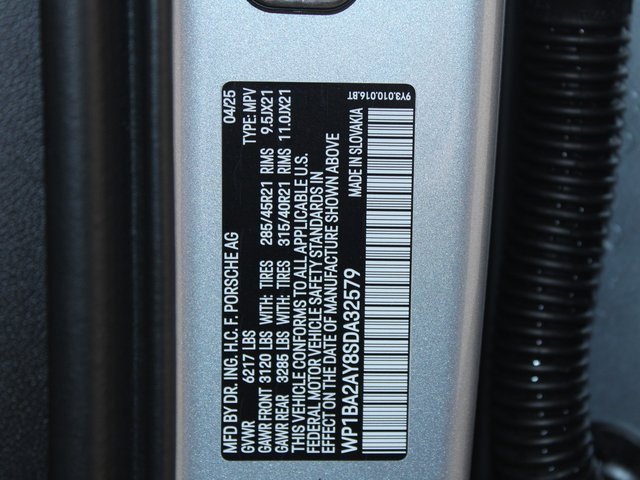 MFD BY DR. ING. H.C. F. PORSCHE AG 04/25
GVWR 6217 LBS TYPE: MPV
GAWR FRONT 3120 LBS WITH: TIRES 285/45R21 RIMS 9.5JX21
GAWR REAR 3285 LBS WITH: TIRES 315/40R21 RIMS 11.0JX21
THIS VEHICLE CONFORMS TO ALL APPLICABLE U.S.
FEDERAL MOTOR VEHICLE SAFETY STANDARDS IN
EFFECT ON THE DATE OF MANUFACTURE SHOWN ABOVE
WP1BA2AY8SDA32579 MADE IN SLOVAKIA
9Y3.010.016.BT